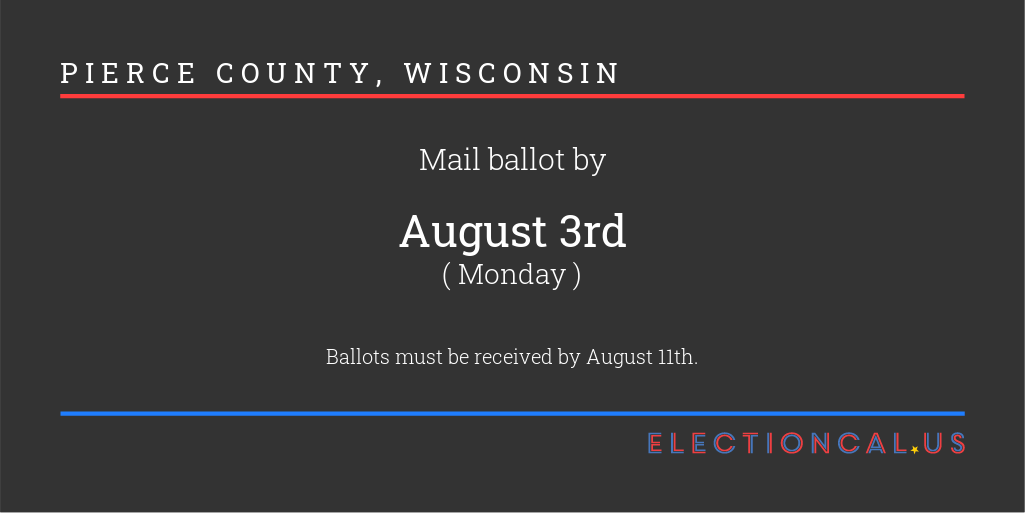 PIERCE COUNTY, WISCONSIN
Mail ballot by
August 3rd
( Monday )
Ballots must be received by August 11th.
ELECTIONCAL.US